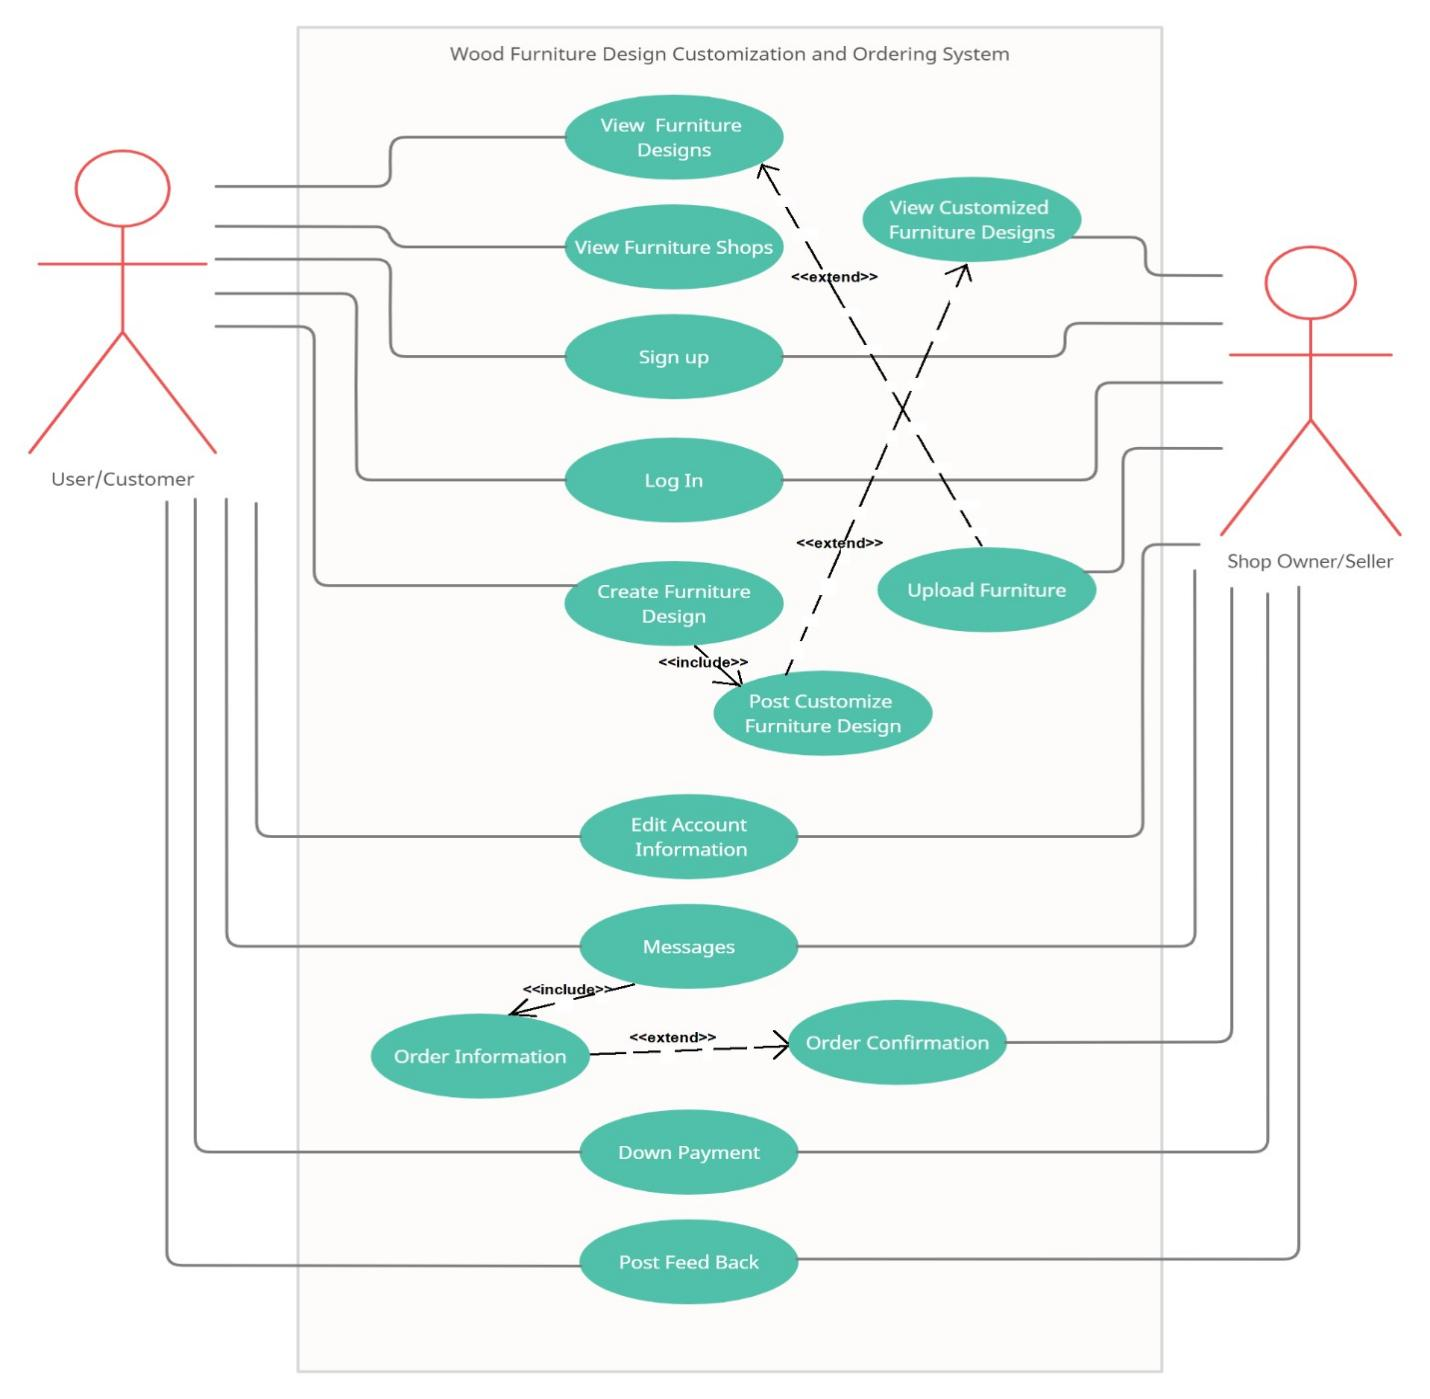 Wood Furniture Design Customization and Ordering System
View Furniture
Designs
View Customized
Furniture Designs
View Furniture Shops
<<extend>>
Sign up
Log In
User/Customer
<<extend>>
Shop Owner/Seller
Create Furniture
Design
Upload Furniture
<<include>>
Post Customize
Furniture Design
Edit Account
Information
Messages
<<include>>
<<extend>>
Order Information
Order Confirmation
Down Payment
Post Feed Back